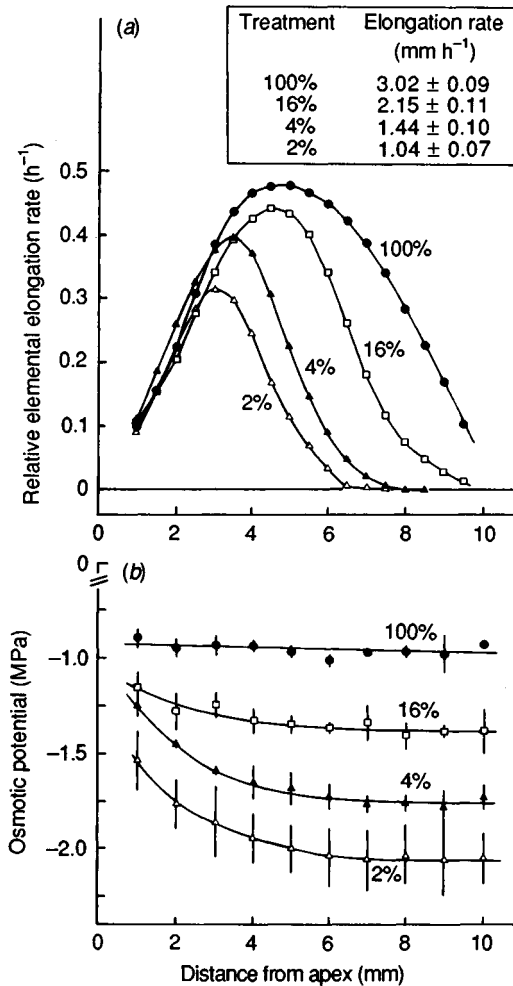 (a)
Treatment Elongation rate
(mm h⁻¹)
100% 3.02 ± 0.09
16% 2.15 ± 0.11
4% 1.44 ± 0.10
2% 1.04 ± 0.07
Relative elemental elongation rate (h⁻¹)
0.5
0.4
0.3
0.2
0.1
0
100%
16%
4%
2%
0 2 4 6 8 10
(b)
Osmotic potential (MPa)
0
−1.0
−1.5
−2.0
100%
16%
4%
2%
0 2 4 6 8 10
Distance from apex (mm)